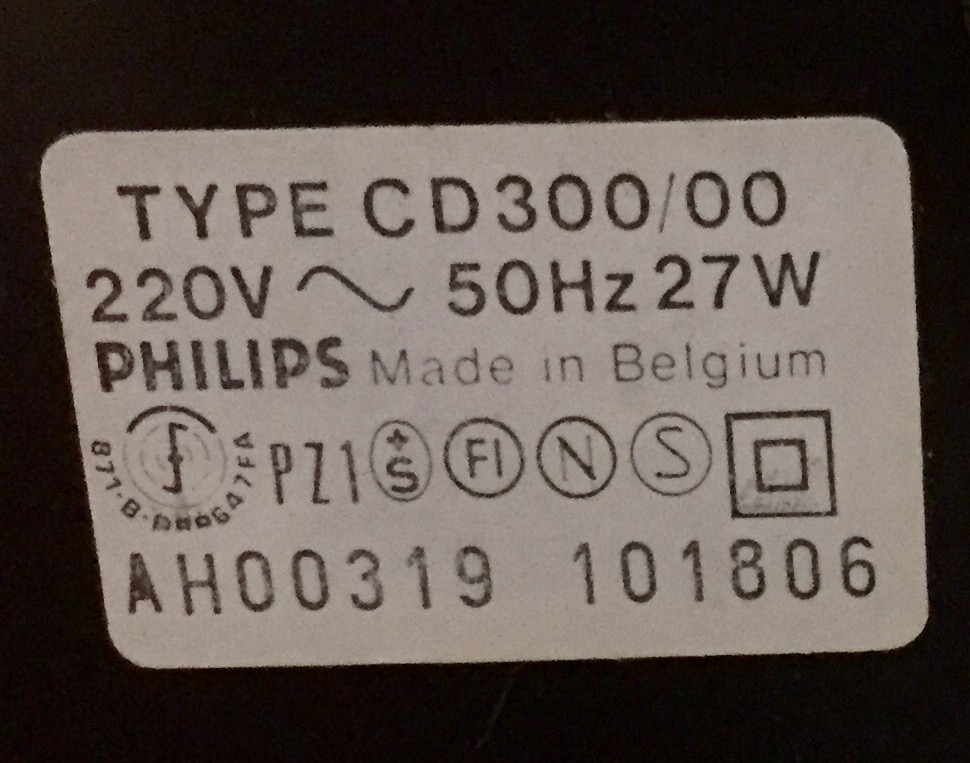 TYPE CD300/00
220V ~ 50Hz 27W
PHILIPS Made in Belgium
PZ1 +S FI N S
AH00319 101806